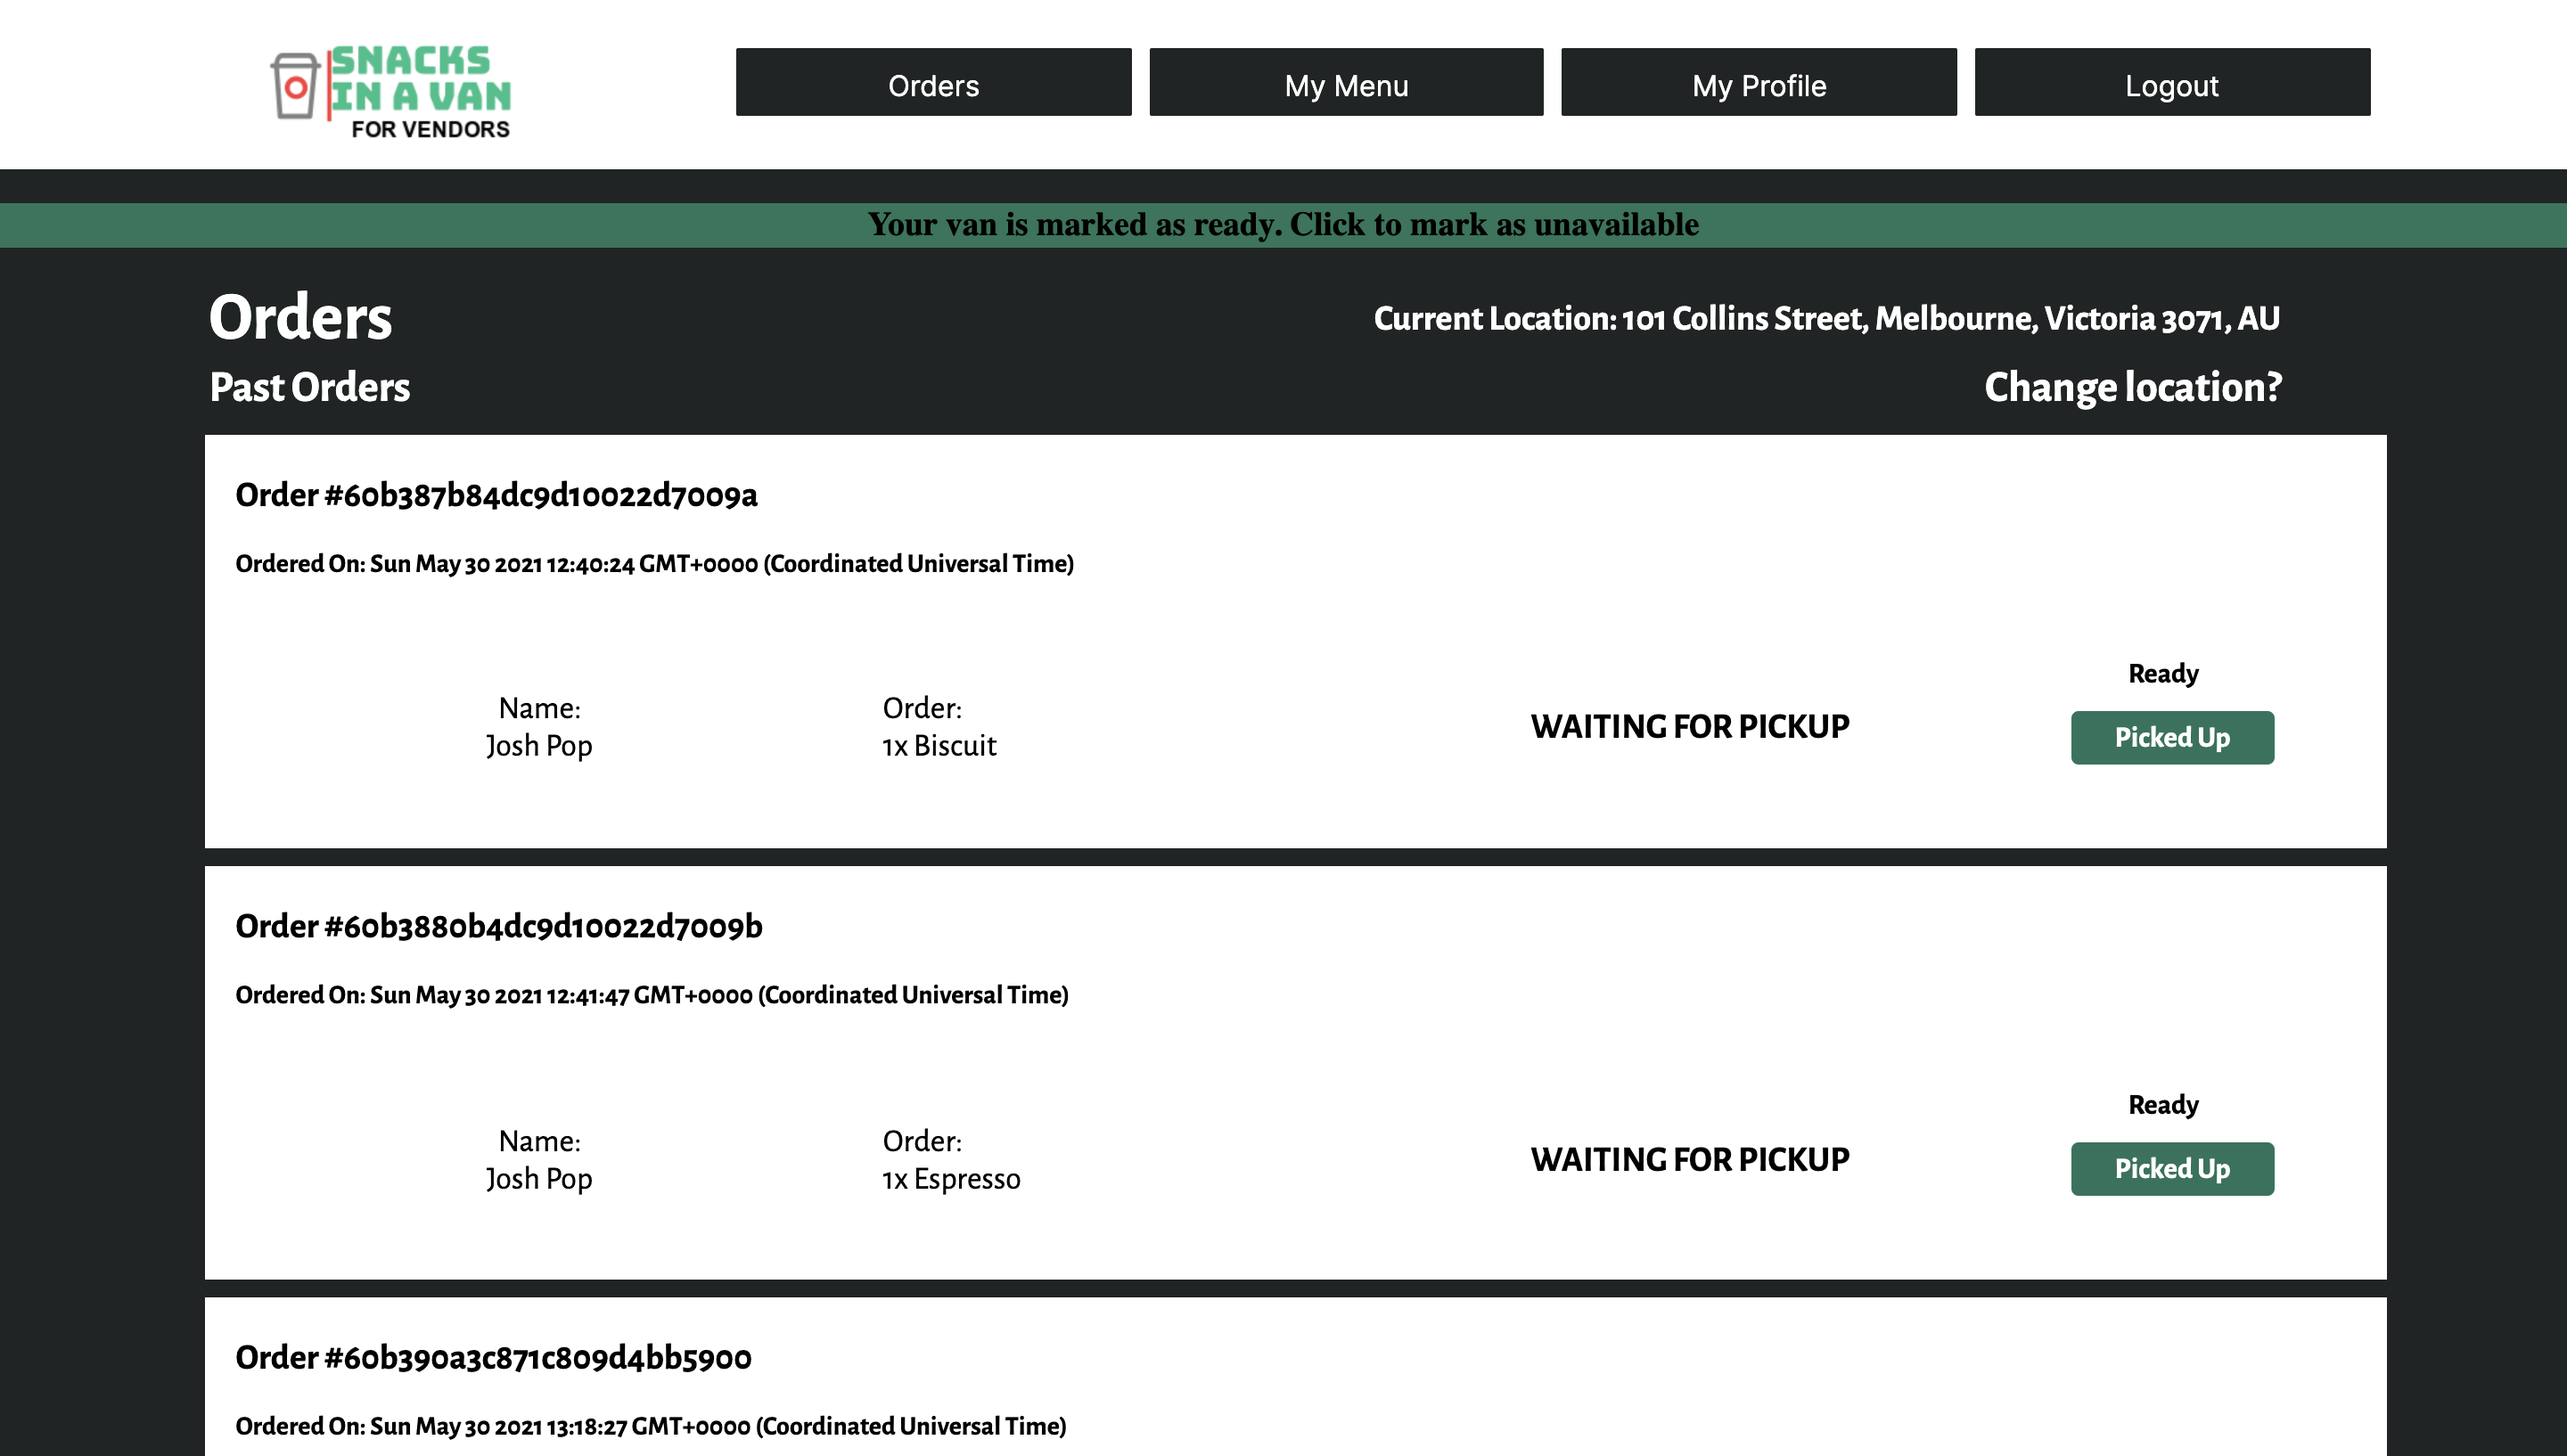 SNACKS
IN A VAN
FOR VENDORS
Orders
My Menu
My Profile
Logout
Your van is marked as ready. Click to mark as unavailable
Orders
Current Location: 101 Collins Street, Melbourne, Victoria 3071, AU
Past Orders
Change location?
Order #60b387b84dc9d10022d7009a
Ordered On: Sun May 30 2021 12:40:24 GMT+0000 (Coordinated Universal Time)
Name:
Josh Pop
Order:
1x Biscuit
WAITING FOR PICKUP
Ready
Picked Up
Order #60b3880b4dc9d10022d7009b
Ordered On: Sun May 30 2021 12:41:47 GMT+0000 (Coordinated Universal Time)
Name:
Josh Pop
Order:
1x Espresso
WAITING FOR PICKUP
Ready
Picked Up
Order #60b390a3c871c809d4bb5900
Ordered On: Sun May 30 2021 13:18:27 GMT+0000 (Coordinated Universal Time)